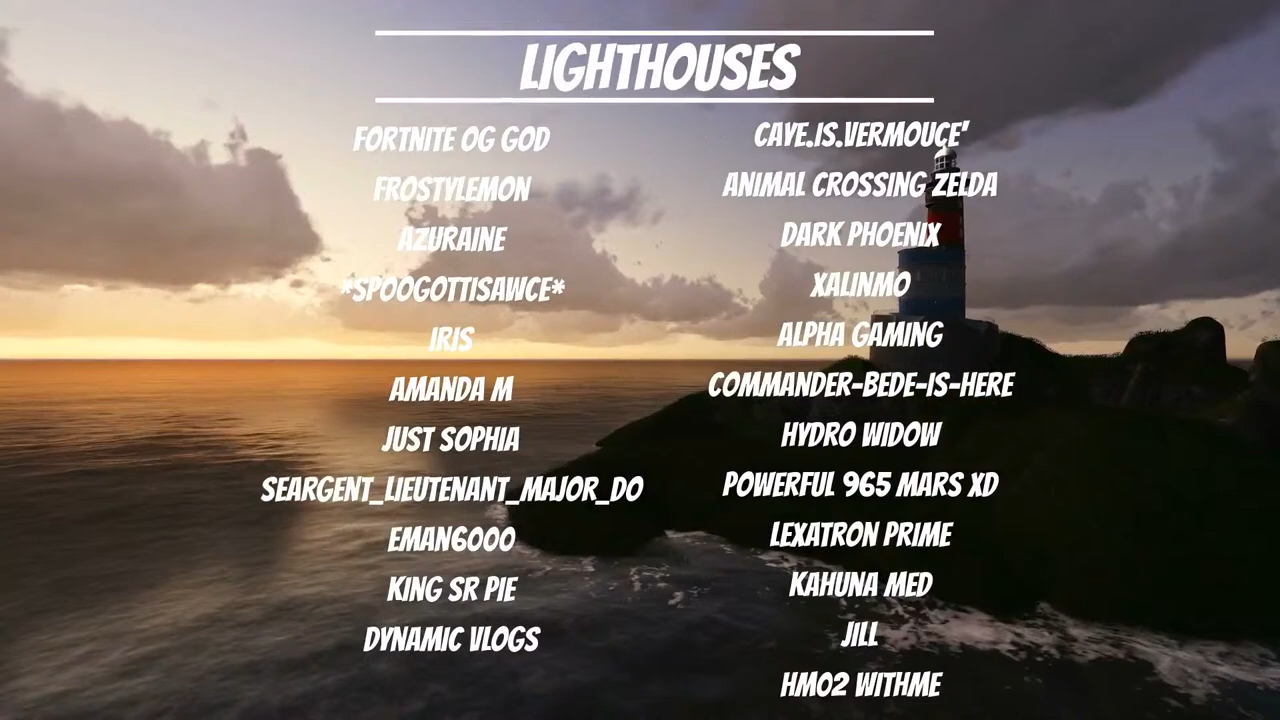 LIGHTHOUSES
FORTNITE OG GOD
FROSTYLEMON
AZURAINE
*SPOOGOTTISAWCE*
IRIS
AMANDA M
JUST SOPHIA
SEARGENT_LIEUTENANT_MAJOR_DO
EMAN6000
KING SR PIE
DYNAMIC VLOGS
CAYE.IS.VERMOUCE'
ANIMAL CROSSING ZELDA
DARK PHOENIX
XALINMO
ALPHA GAMING
COMMANDER-BEDE-IS-HERE
HYDRO WIDOW
POWERFUL 965 MARS XD
LEXATRON PRIME
KAHUNA MED
JILL
HMO2 WITHME